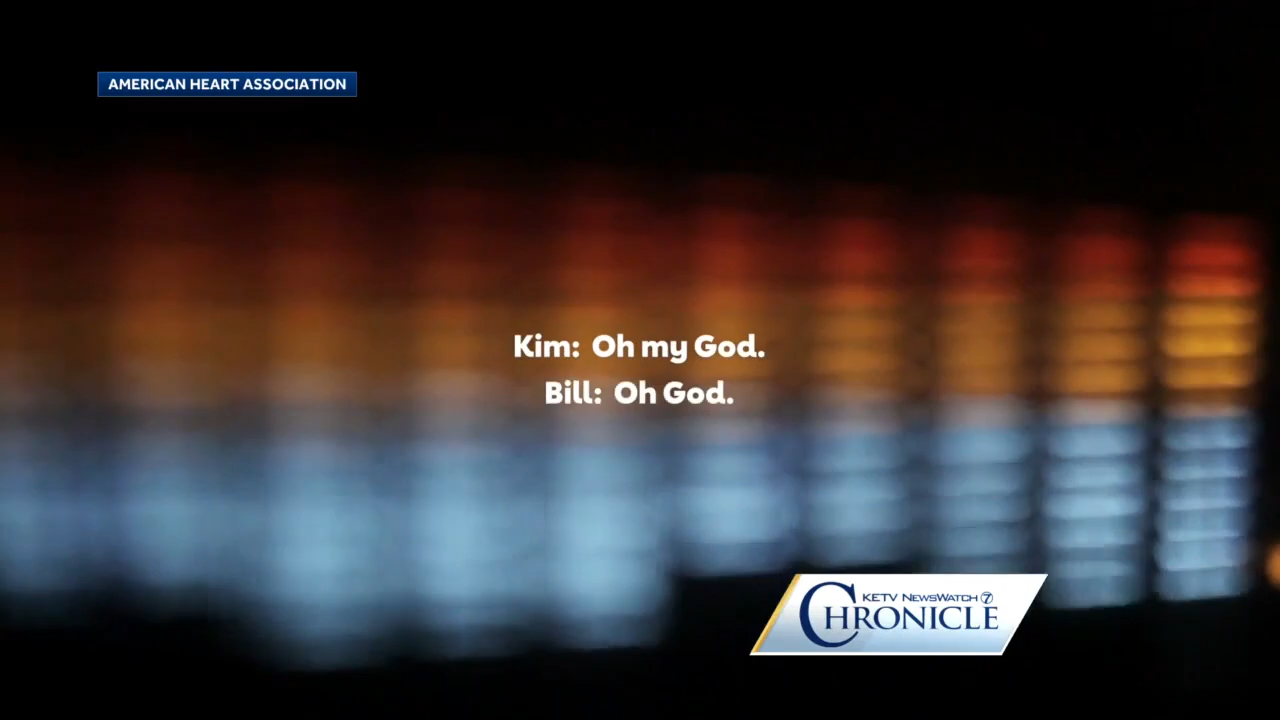 AMERICAN HEART ASSOCIATION
Kim: Oh my God.
Bill: Oh God.
KETV NEWSWATCH 7
CHRONICLE